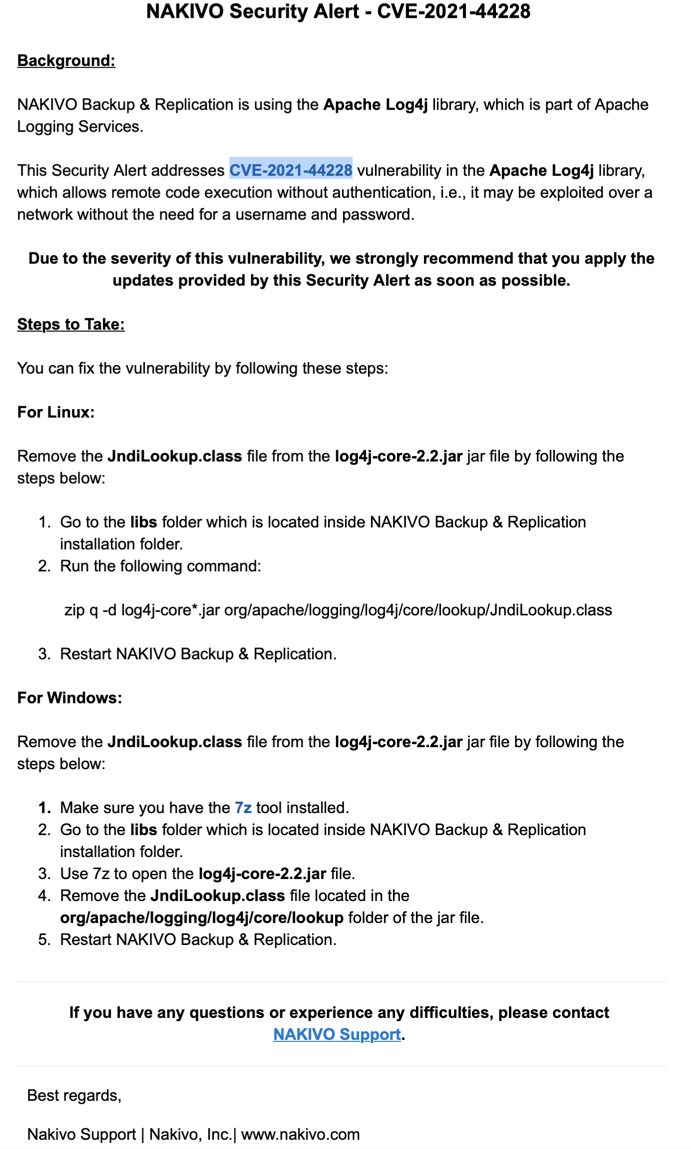 NAKIVO Security Alert - CVE-2021-44228
Background:
NAKIVO Backup & Replication is using the Apache Log4j library, which is part of Apache
Logging Services.
This Security Alert addresses CVE-2021-44228 vulnerability in the Apache Log4j library,
which allows remote code execution without authentication, i.e., it may be exploited over a
network without the need for a username and password.
Due to the severity of this vulnerability, we strongly recommend that you apply the
updates provided by this Security Alert as soon as possible.
Steps to Take:
You can fix the vulnerability by following these steps:
For Linux:
Remove the JndiLookup.class file from the log4j-core-2.2.jar jar file by following the
steps below:
1. Go to the libs folder which is located inside NAKIVO Backup & Replication
installation folder.
2. Run the following command:
zip q -d log4j-core*.jar org/apache/logging/log4j/core/lookup/JndiLookup.class
3. Restart NAKIVO Backup & Replication.
For Windows:
Remove the JndiLookup.class file from the log4j-core-2.2.jar jar file by following the
steps below:
1. Make sure you have the 7z tool installed.
2. Go to the libs folder which is located inside NAKIVO Backup & Replication
installation folder.
3. Use 7z to open the log4j-core-2.2.jar file.
4. Remove the JndiLookup.class file located in the
org/apache/logging/log4j/core/lookup folder of the jar file.
5. Restart NAKIVO Backup & Replication.
If you have any questions or experience any difficulties, please contact
NAKIVO Support.
Best regards,
Nakivo Support | Nakivo, Inc.| www.nakivo.com